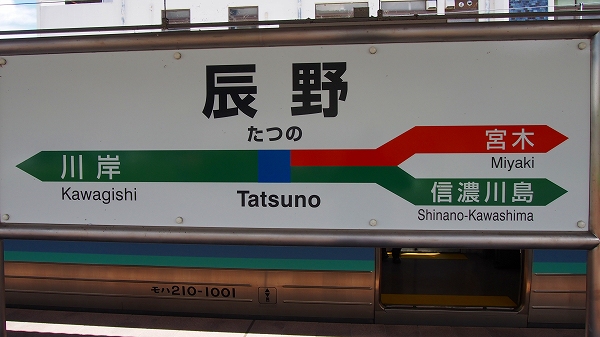 辰野
たつの
川岸
Kawagishi
Tatsuno
宮木
Miyaki
信濃川島
Shinano-Kawashima
モハ210-1001